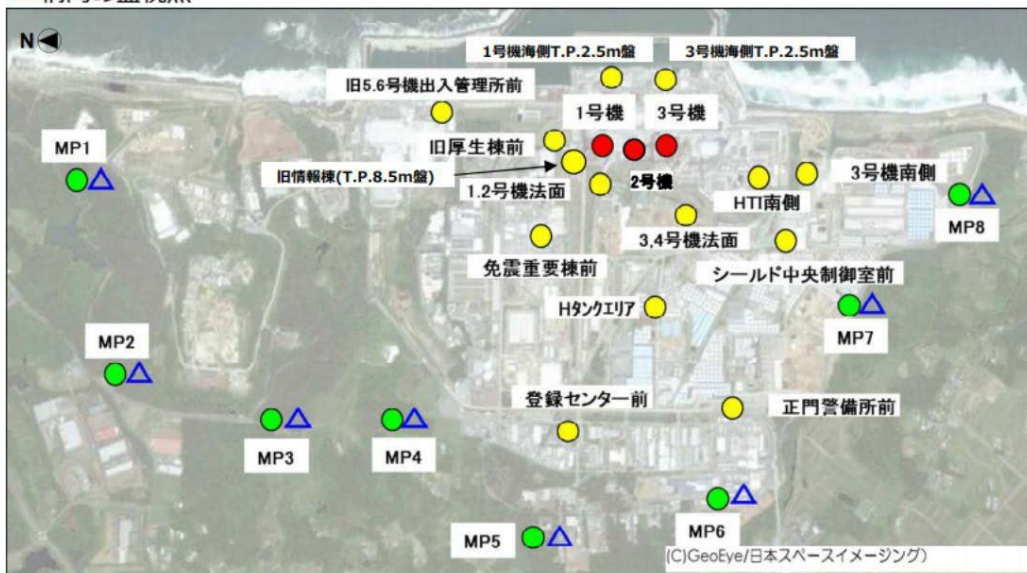 N
1号機海側T.P.2.5m盤
3号機海側T.P.2.5m盤
旧5.6号機出入管理所前
1号機
3号機
MP1
旧厚生棟前
旧情報棟(T.P.8.5m盤)
1.2号機法面
2号機
HTI南側
3号機南側
MP8
3,4号機法面
免震重要棟前
シールド中央制御室前
Hタンクエリア
MP7
MP2
登録センター前
正門警備所前
MP3
MP4
MP5
MP6
(C)GeoEye/日本スペースイメージング)